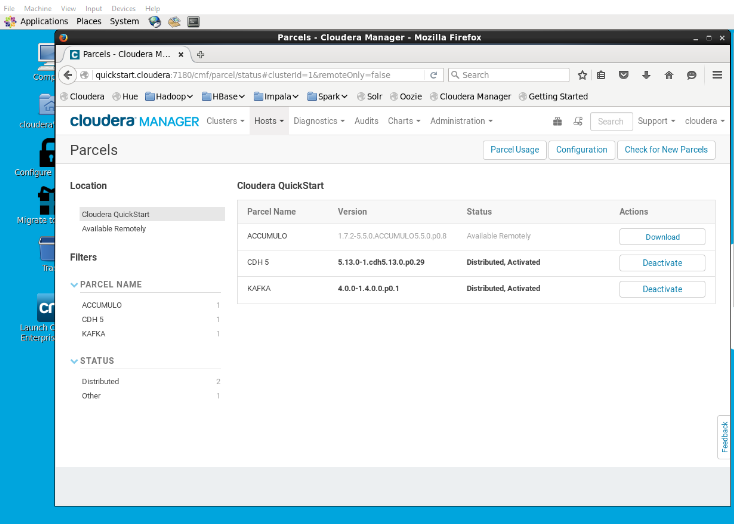 File Machine View Input Devices Help
Applications Places System
Parcels - Cloudera Manager - Mozilla Firefox
Parcels - Cloudera M...
quickstart.cloudera:7180/cmf/parcel/status#clusterId=1&remoteOnly=false
Search
Cloudera Hue Hadoop HBase Impala Spark Solr Oozie Cloudera Manager Getting Started
cloudera MANAGER Clusters Hosts Diagnostics Audits Charts Administration Search Support cloudera
Parcels Parcel Usage Configuration Check for New Parcels
Location
Cloudera QuickStart
Available Remotely
Filters
PARCEL NAME
ACCUMULO 1
CDH 5 1
KAFKA 1
STATUS
Distributed 2
Other 1
Cloudera QuickStart
Parcel Name Version Status Actions
ACCUMULO 1.7.2-5.5.0.ACCUMULO5.5.0.p0.8 Available Remotely Download
CDH 5 5.13.0-1.cdh5.13.0.p0.29 Distributed, Activated Deactivate
KAFKA 4.0.0-1.4.0.0.p0.1 Distributed, Activated Deactivate
Feedback
Comp
cloudera
Configure
Migrate to
Launch C
Enterpris